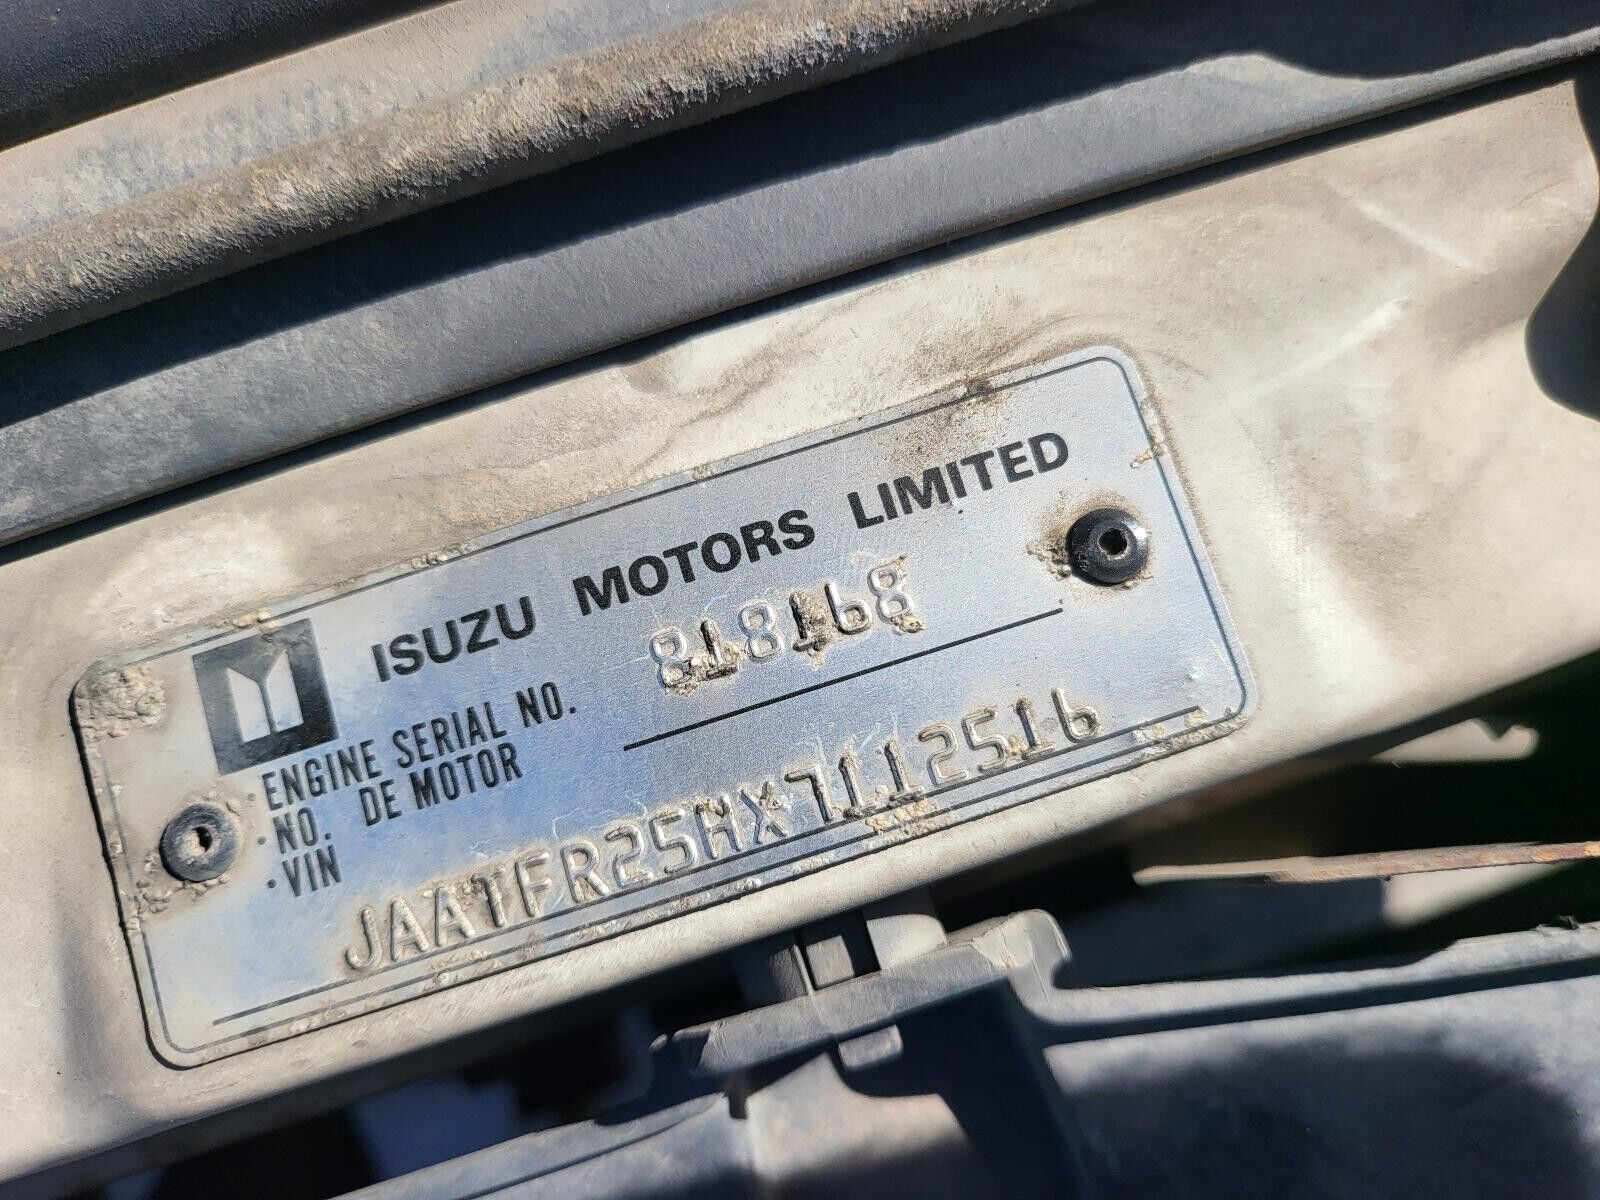 ISUZU MOTORS LIMITED
· ENGINE SERIAL NO. 818168
· NO. DE MOTOR
· VIN
JAATFR25HX7112516